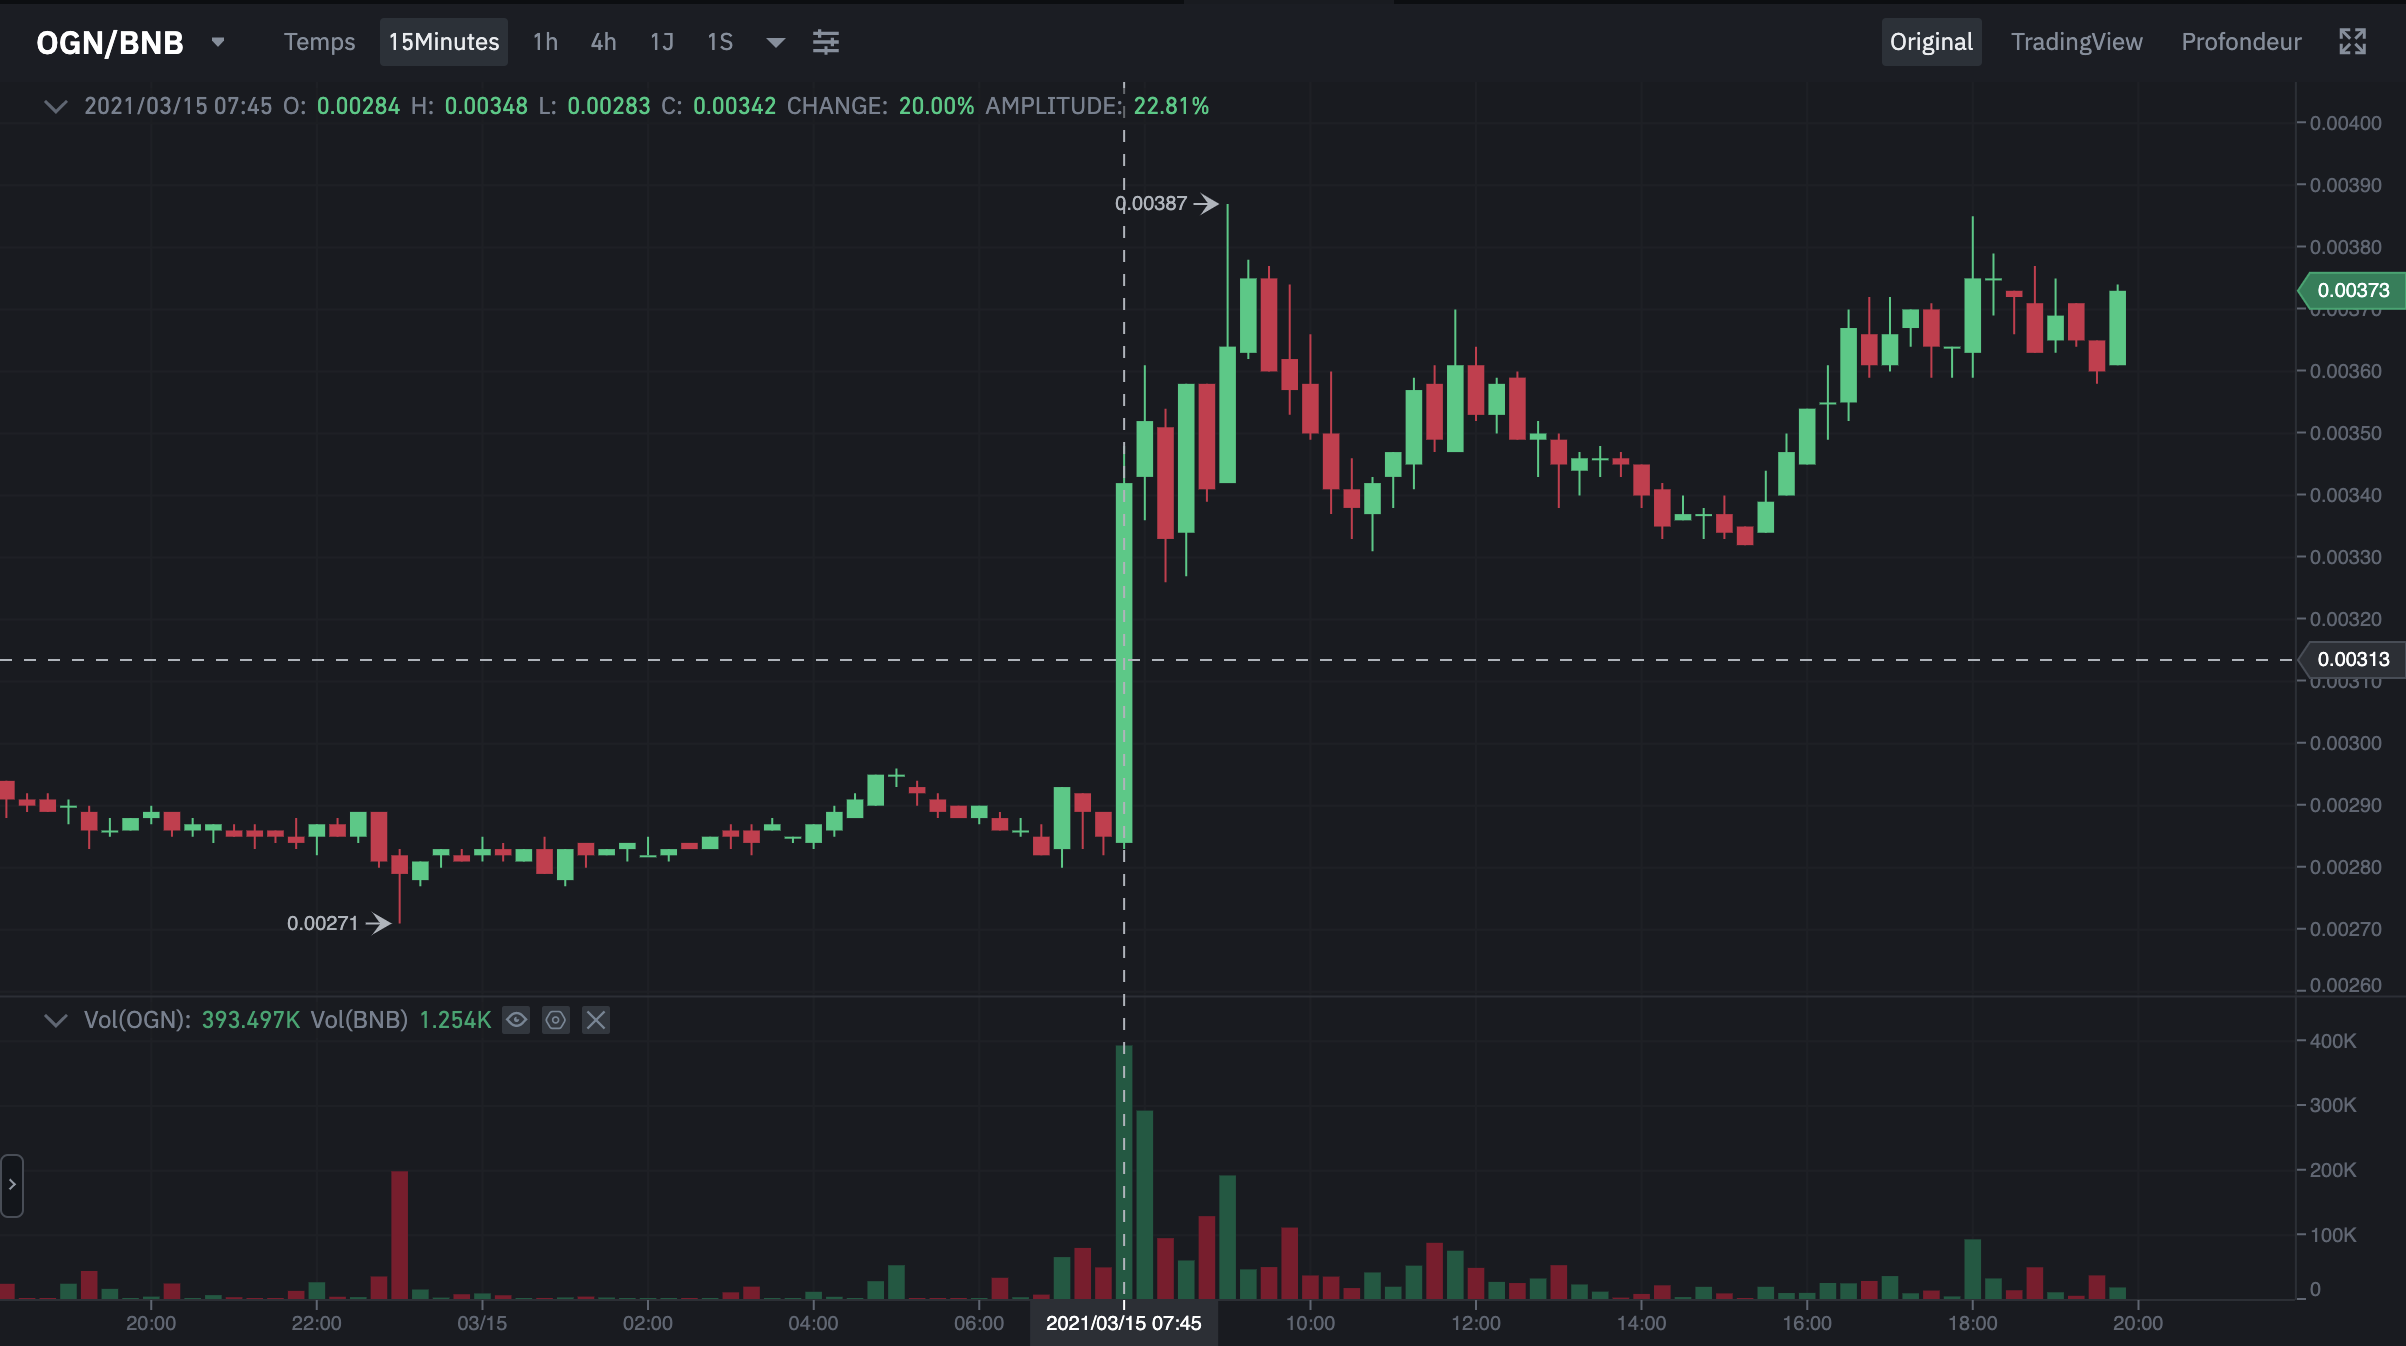 OGN/BNB Temps 15Minutes 1h 4h 1J 1S Original TradingView Profondeur
2021/03/15 07:45 O: 0.00284 H: 0.00348 L: 0.00283 C: 0.00342 CHANGE: 20.00% AMPLITUDE: 22.81%
0.00400
0.00390
0.00387
0.00380
0.00373
0.00370
0.00360
0.00350
0.00340
0.00330
0.00320
0.00313
0.00310
0.00300
0.00290
0.00280
0.00271
0.00270
0.00260
Vol(OGN): 393.497K Vol(BNB) 1.254K
400K
300K
200K
100K
0
20:00 22:00 03/15 02:00 04:00 06:00 2021/03/15 07:45 10:00 12:00 14:00 16:00 18:00 20:00